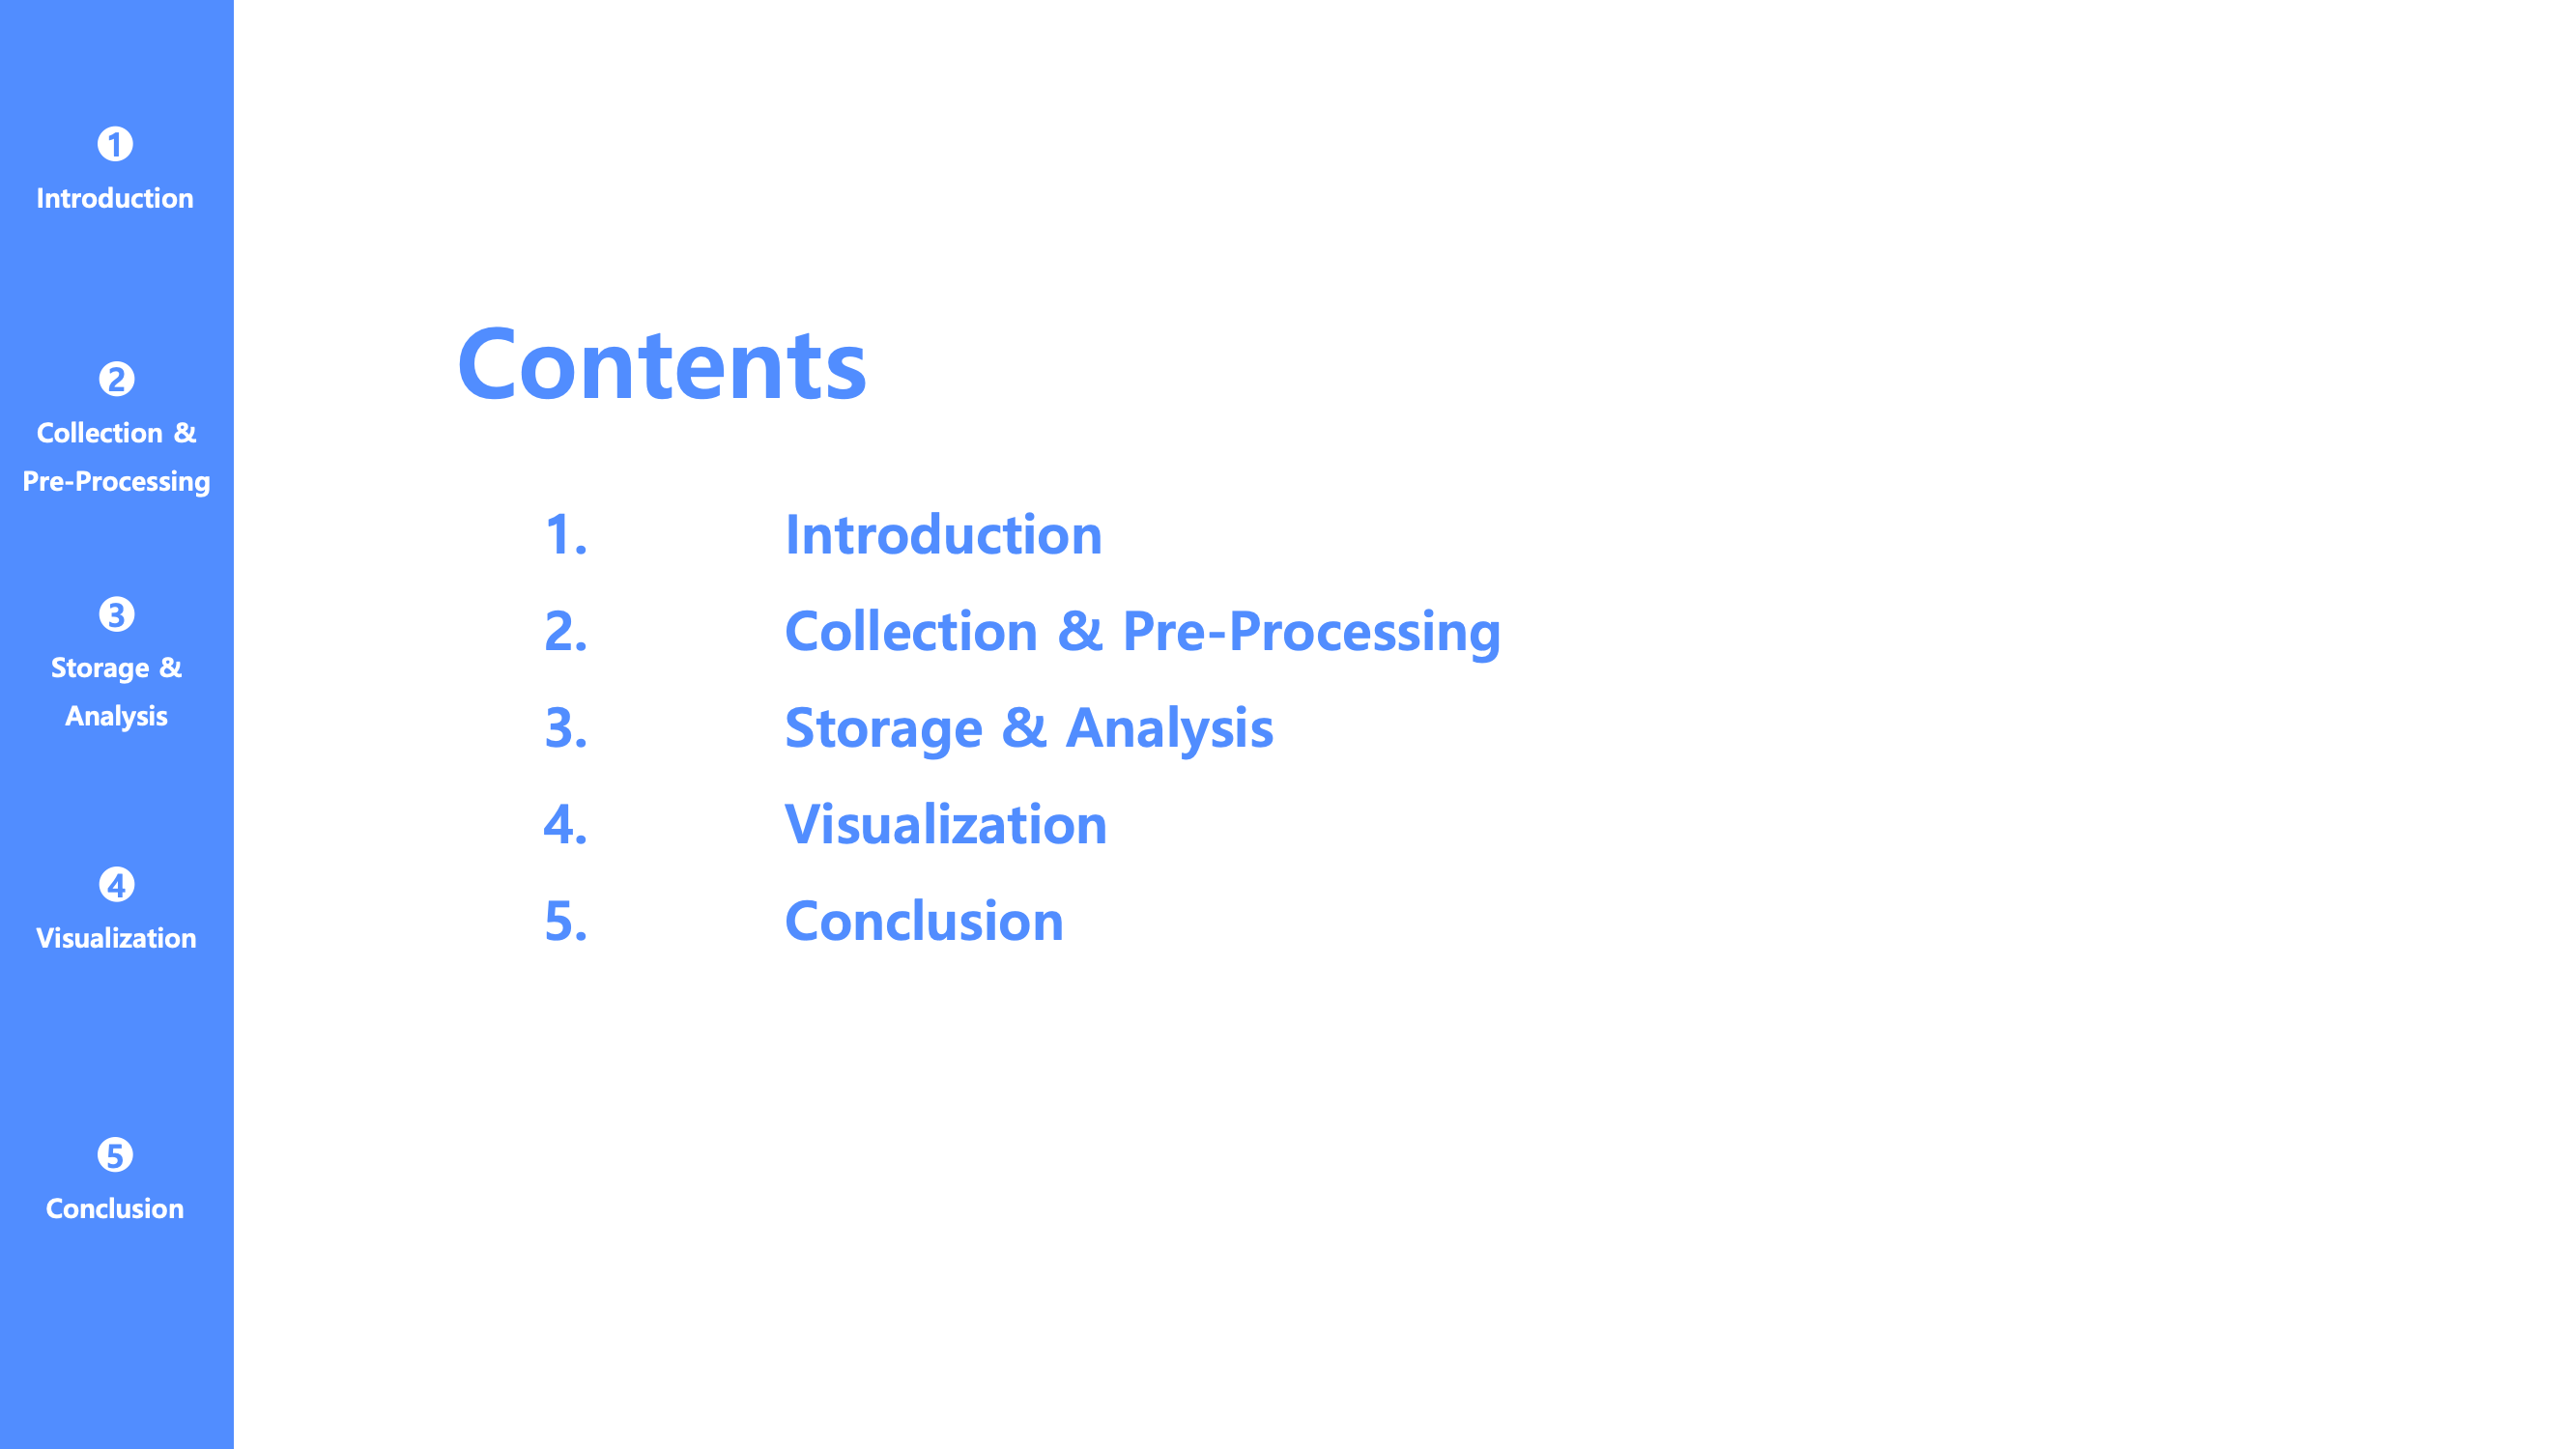 ❶
Introduction
❷
Collection &
Pre-Processing
❸
Storage &
Analysis
❹
Visualization
❺
Conclusion
Contents
1. Introduction
2. Collection & Pre-Processing
3. Storage & Analysis
4. Visualization
5. Conclusion